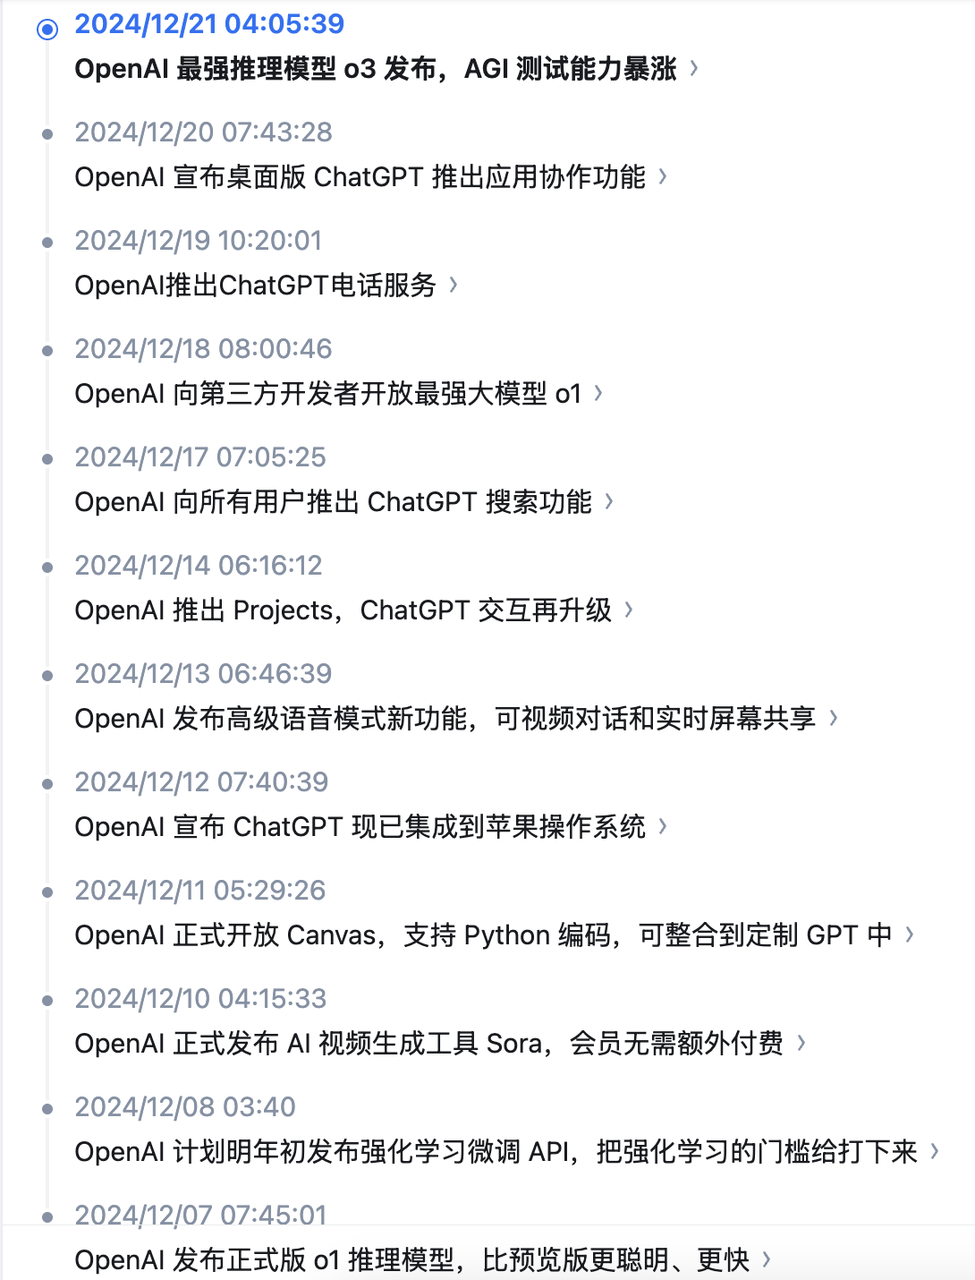 2024/12/21 04:05:39
OpenAI 最强推理模型 o3 发布，AGI 测试能力暴涨 ›
2024/12/20 07:43:28
OpenAI 宣布桌面版 ChatGPT 推出应用协作功能 ›
2024/12/19 10:20:01
OpenAI推出ChatGPT电话服务 ›
2024/12/18 08:00:46
OpenAI 向第三方开发者开放最强大模型 o1 ›
2024/12/17 07:05:25
OpenAI 向所有用户推出 ChatGPT 搜索功能 ›
2024/12/14 06:16:12
OpenAI 推出 Projects，ChatGPT 交互再升级 ›
2024/12/13 06:46:39
OpenAI 发布高级语音模式新功能，可视频对话和实时屏幕共享 ›
2024/12/12 07:40:39
OpenAI 宣布 ChatGPT 现已集成到苹果操作系统 ›
2024/12/11 05:29:26
OpenAI 正式开放 Canvas，支持 Python 编码，可整合到定制 GPT 中 ›
2024/12/10 04:15:33
OpenAI 正式发布 AI 视频生成工具 Sora，会员无需额外付费 ›
2024/12/08 03:40
OpenAI 计划明年初发布强化学习微调 API，把强化学习的门槛给打下来 ›
2024/12/07 07:45:01
OpenAI 发布正式版 o1 推理模型，比预览版更聪明、更快 ›